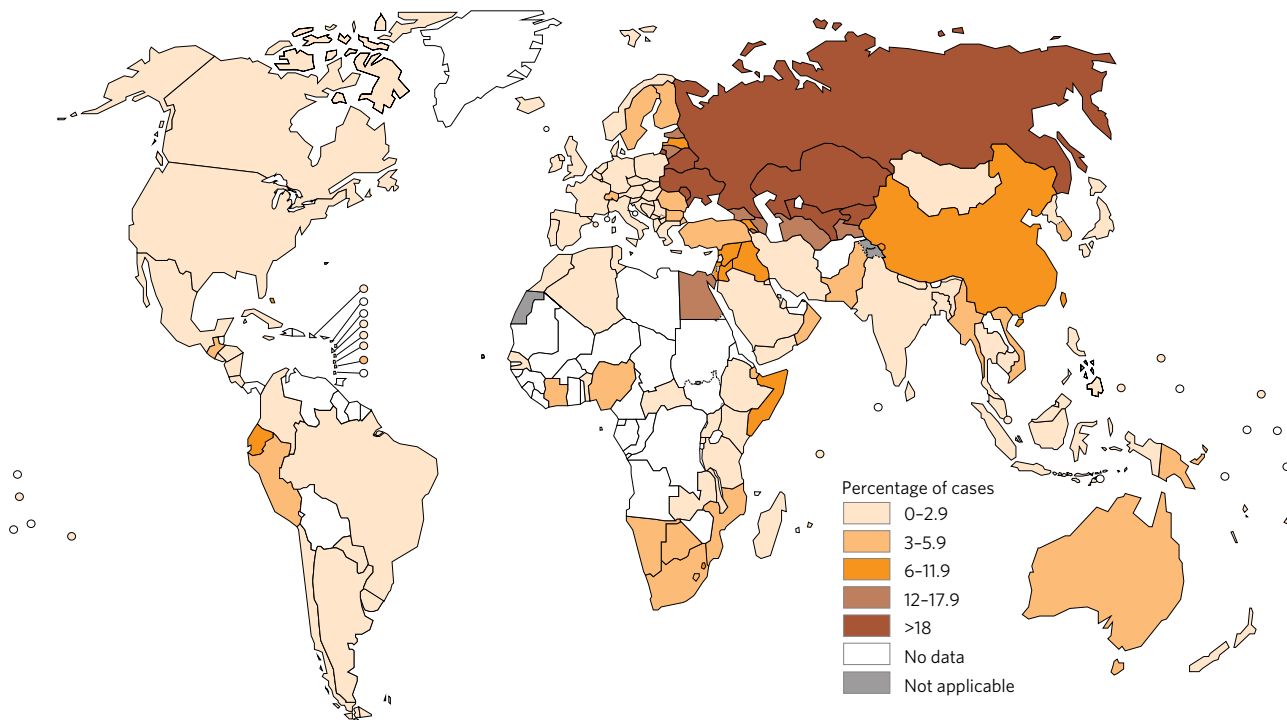 Percentage of cases
0–2.9
3–5.9
6–11.9
12–17.9
>18
No data
Not applicable